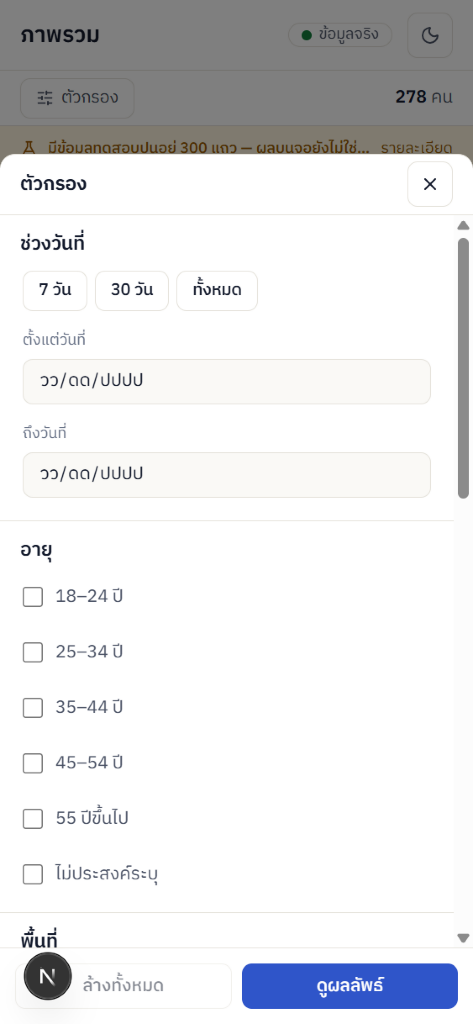 ภาพรวม
ข้อมูลจริง
ตัวกรอง
278 คน
มีข้อมูลทดสอบปนอยู่ 300 แถว — ผลบนจอยังไม่ใช่...
รายละเอียด
ตัวกรอง
ช่วงวันที่
7 วัน
30 วัน
ทั้งหมด
ตั้งแต่วันที่
วว/ดด/ปปปป
ถึงวันที่
วว/ดด/ปปปป
อายุ
18–24 ปี
25–34 ปี
35–44 ปี
45–54 ปี
55 ปีขึ้นไป
ไม่ประสงค์ระบุ
พื้นที่
N
ล้างทั้งหมด
ดูผลลัพธ์